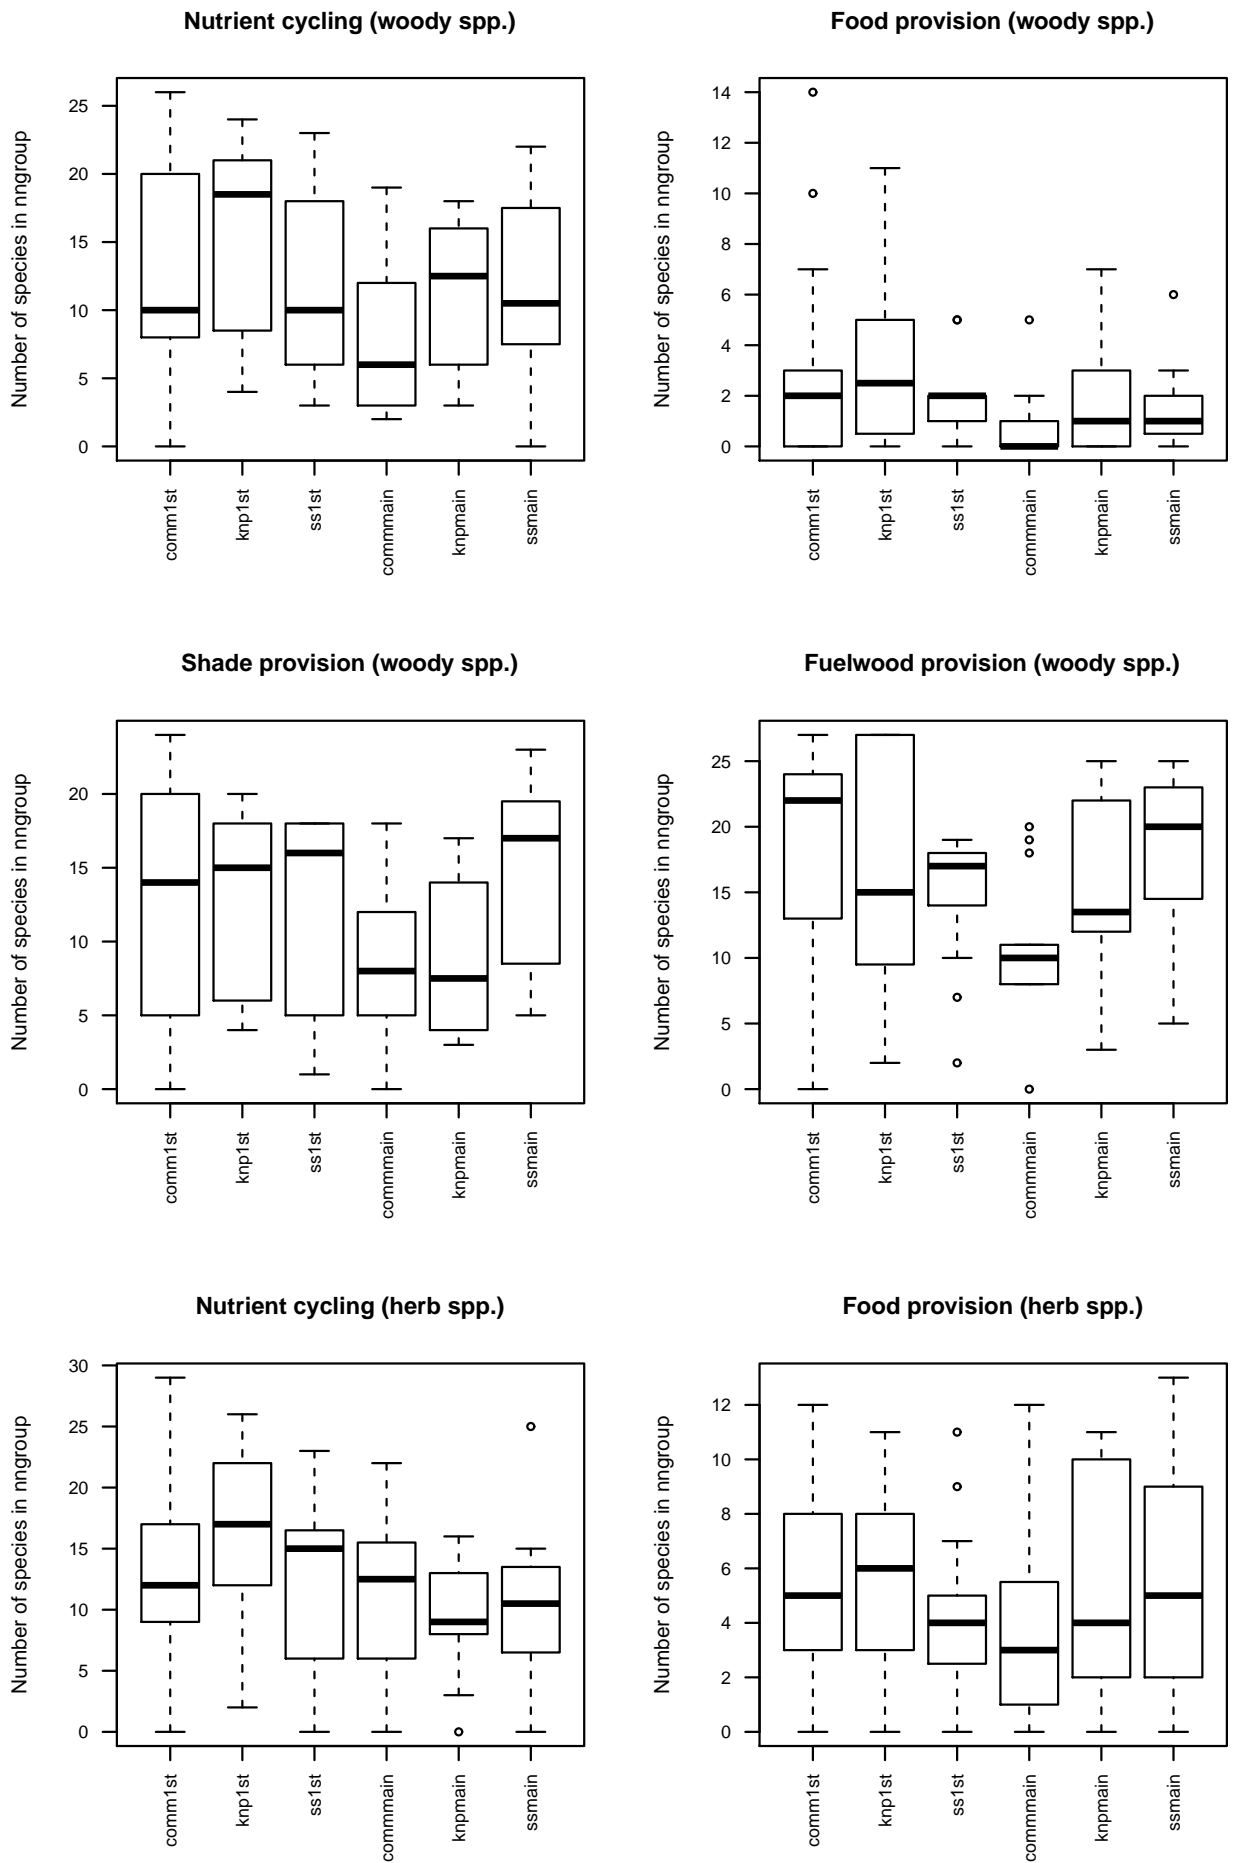 Nutrient cycling (woody spp.)
Number of species in nngroup
25
20
15
10
5
0
comm1st
knp1st
ss1st
commmain
knpmain
ssmain
Food provision (woody spp.)
Number of species in nngroup
14
12
10
8
6
4
2
0
comm1st
knp1st
ss1st
commmain
knpmain
ssmain
Shade provision (woody spp.)
Number of species in nngroup
20
15
10
5
0
comm1st
knp1st
ss1st
commmain
knpmain
ssmain
Fuelwood provision (woody spp.)
Number of species in nngroup
25
20
15
10
5
0
comm1st
knp1st
ss1st
commmain
knpmain
ssmain
Nutrient cycling (herb spp.)
Number of species in nngroup
30
25
20
15
10
5
0
comm1st
knp1st
ss1st
commmain
knpmain
ssmain
Food provision (herb spp.)
Number of species in nngroup
12
10
8
6
4
2
0
comm1st
knp1st
ss1st
commmain
knpmain
ssmain